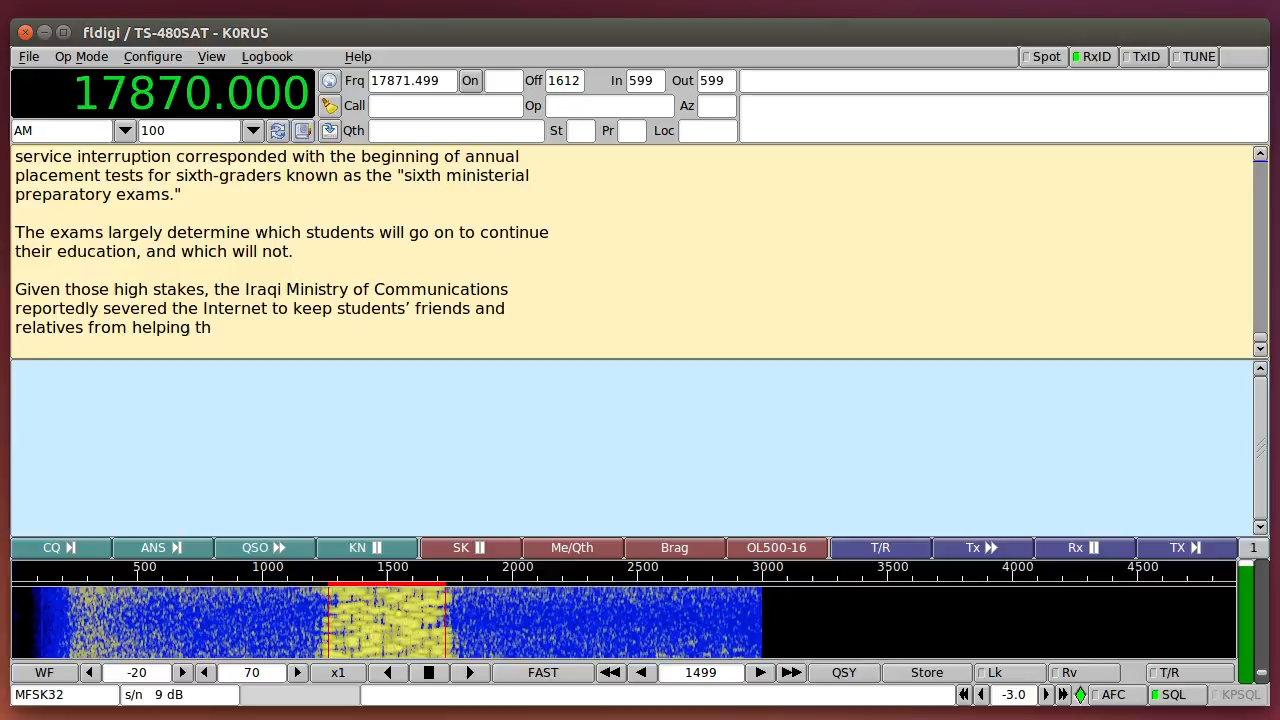 fldigi / TS-480SAT - K0RUS
File Op Mode Configure View Logbook Help Spot RxID TxID TUNE
17870.000 Frq 17871.499 On Off 1612 In 599 Out 599
Call Op Az
AM 100 Qth St Pr Loc
service interruption corresponded with the beginning of annual
placement tests for sixth-graders known as the "sixth ministerial
preparatory exams."
The exams largely determine which students will go on to continue
their education, and which will not.
Given those high stakes, the Iraqi Ministry of Communications
reportedly severed the Internet to keep students’ friends and
relatives from helping th
CQ ANS QSO KN SK Me/Qth Brag OL500-16 T/R Tx Rx TX 1
500 1000 1500 2000 2500 3000 3500 4000 4500
WF -20 70 x1 FAST 1499 QSY Store Lk Rv T/R
MFSK32 s/n 9 dB -3.0 AFC SQL KPSQL